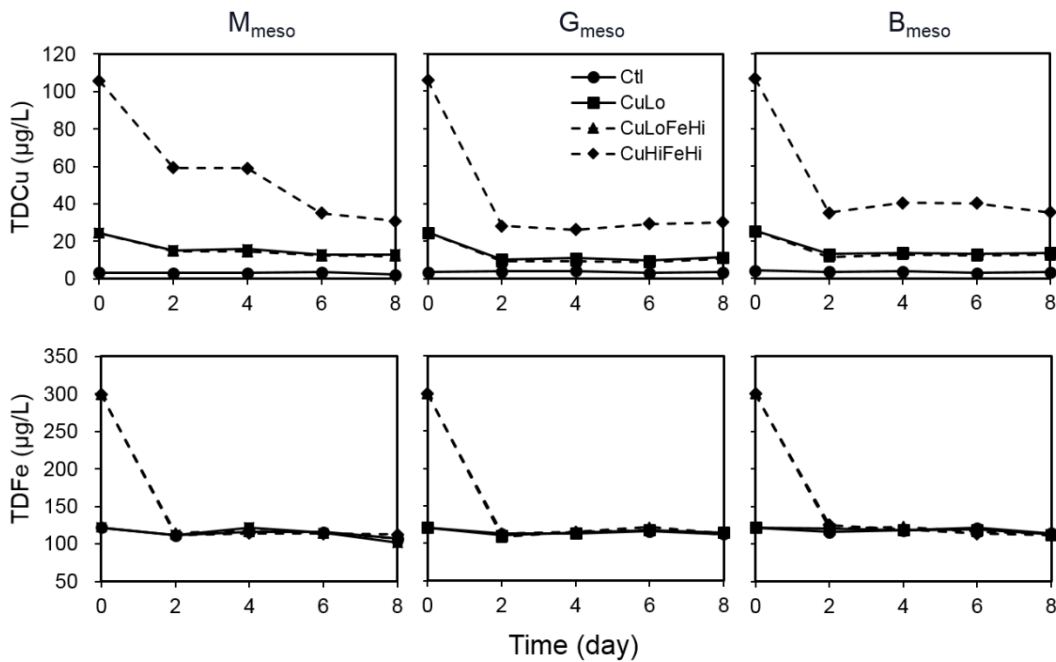 M_meso G_meso B_meso
TDCu (µg/L)
120
100
80
60
40
20
0
0 2 4 6 8
0 2 4 6 8
0 2 4 6 8
Ctl
CuLo
CuLoFeHi
CuHiFeHi
TDFe (µg/L)
350
300
250
200
150
100
50
0 2 4 6 8
0 2 4 6 8
0 2 4 6 8
Time (day)